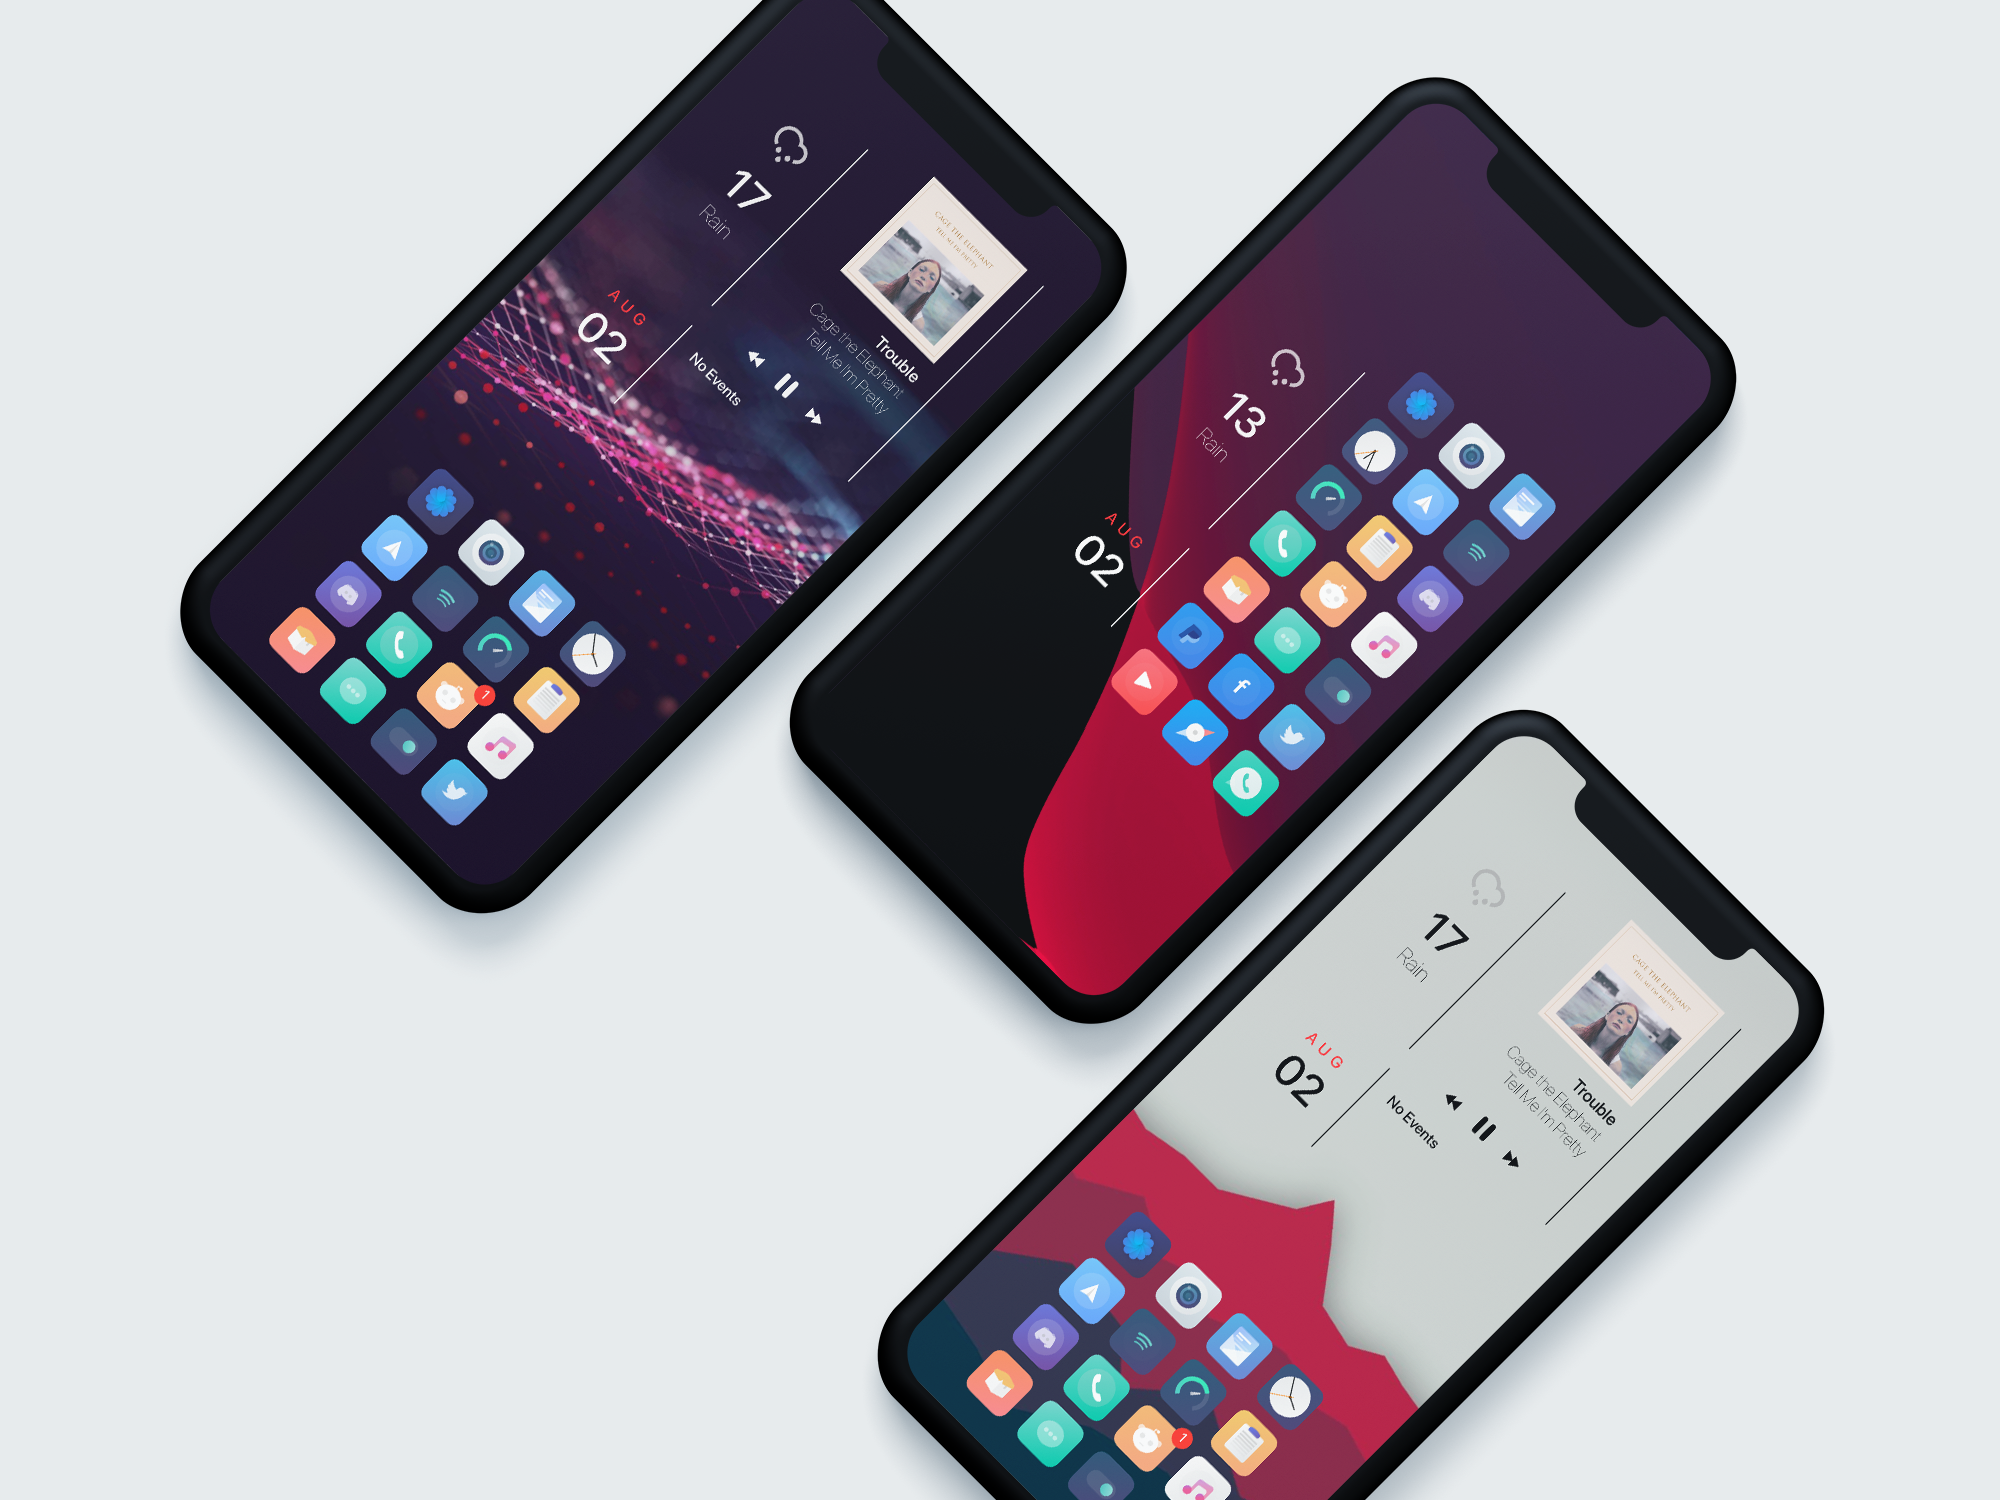 17
Rain
AUG
02
No Events
CAGE THE ELEPHANT
TELL ME I'M PRETTY
Trouble
Cage the Elephant
Tell Me I'm Pretty
1
13
Rain
AUG
02
f
17
Rain
AUG
02
No Events
CAGE THE ELEPHANT
TELL ME I'M PRETTY
Trouble
Cage the Elephant
Tell Me I'm Pretty
1